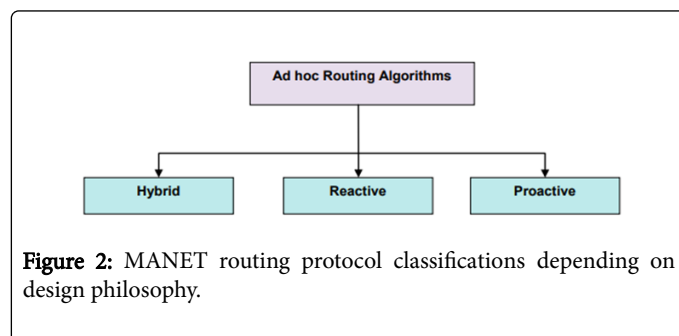 Ad hoc Routing Algorithms
Hybrid
Reactive
Proactive
Figure 2: MANET routing protocol classifications depending on
design philosophy.